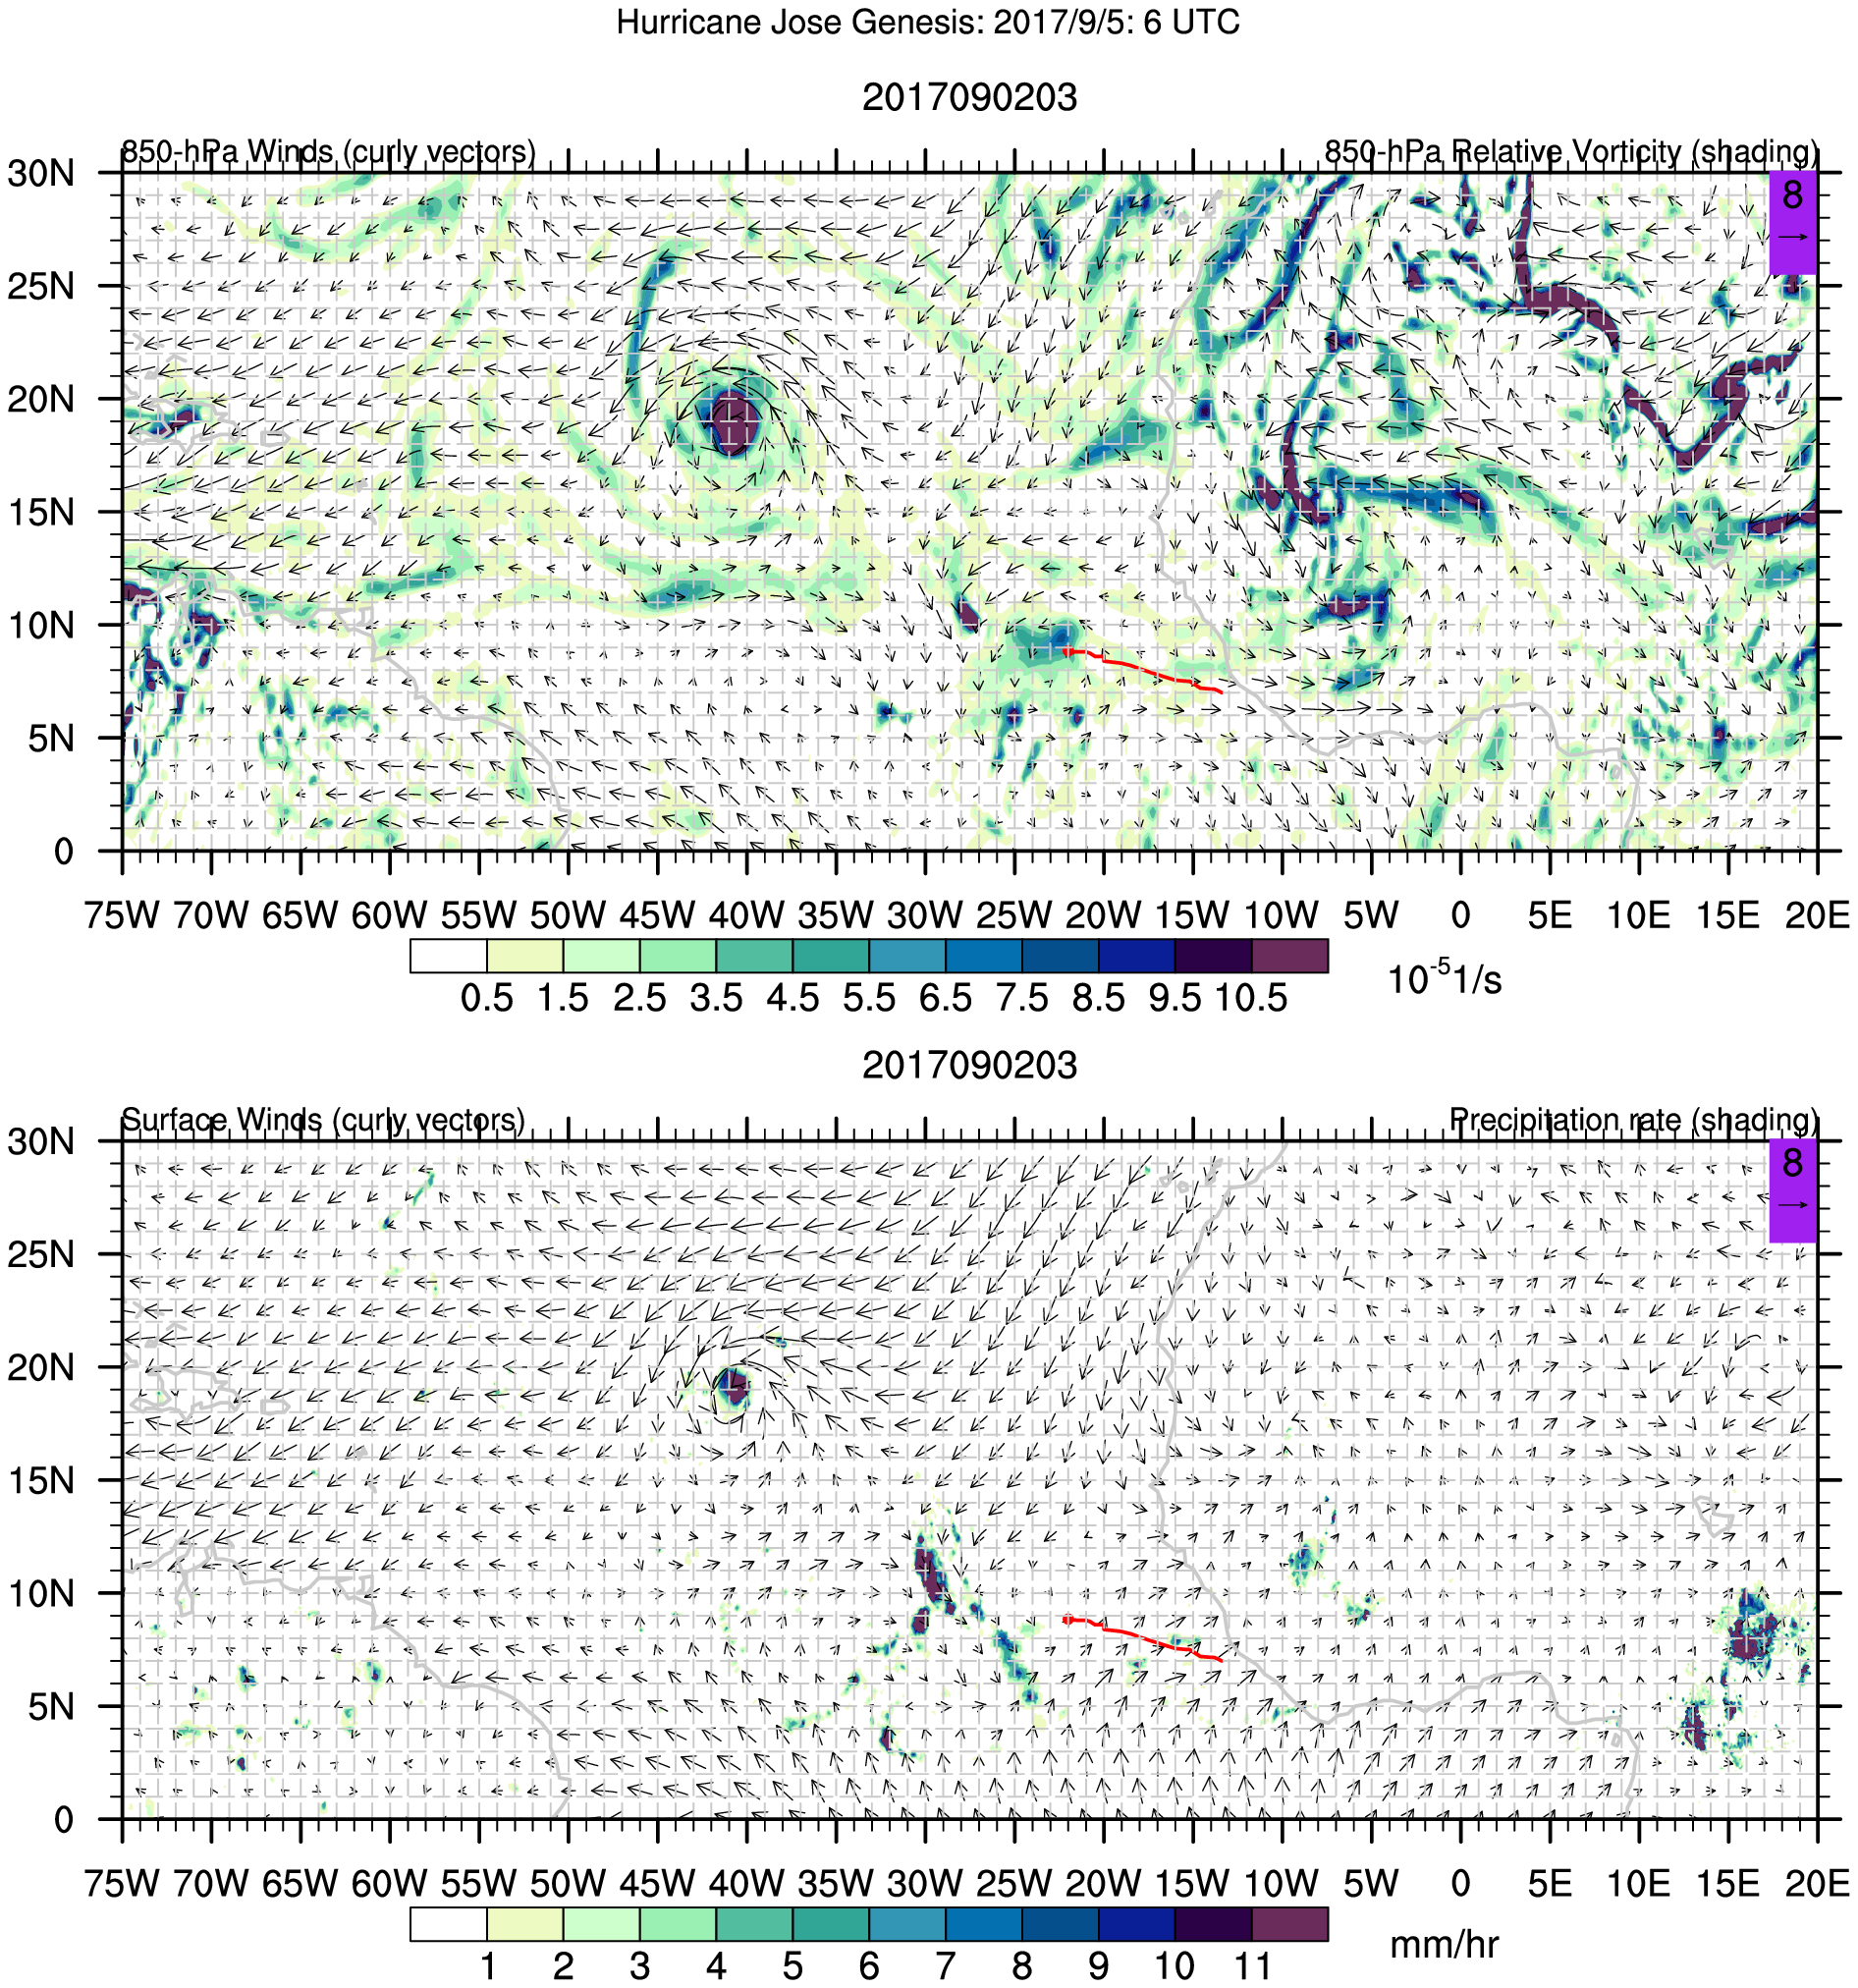 Hurricane Jose Genesis: 2017/9/5: 6 UTC
2017090203
850-hPa Winds (curly vectors) 850-hPa Relative Vorticity (shading)
30N
8
25N
20N
15N
10N
5N
0
75W 70W 65W 60W 55W 50W 45W 40W 35W 30W 25W 20W 15W 10W 5W 0 5E 10E 15E 20E
0.5 1.5 2.5 3.5 4.5 5.5 6.5 7.5 8.5 9.5 10.5
10⁻⁵1/s
2017090203
Surface Winds (curly vectors) Precipitation rate (shading)
30N
8
25N
20N
15N
10N
5N
0
75W 70W 65W 60W 55W 50W 45W 40W 35W 30W 25W 20W 15W 10W 5W 0 5E 10E 15E 20E
1 2 3 4 5 6 7 8 9 10 11
mm/hr